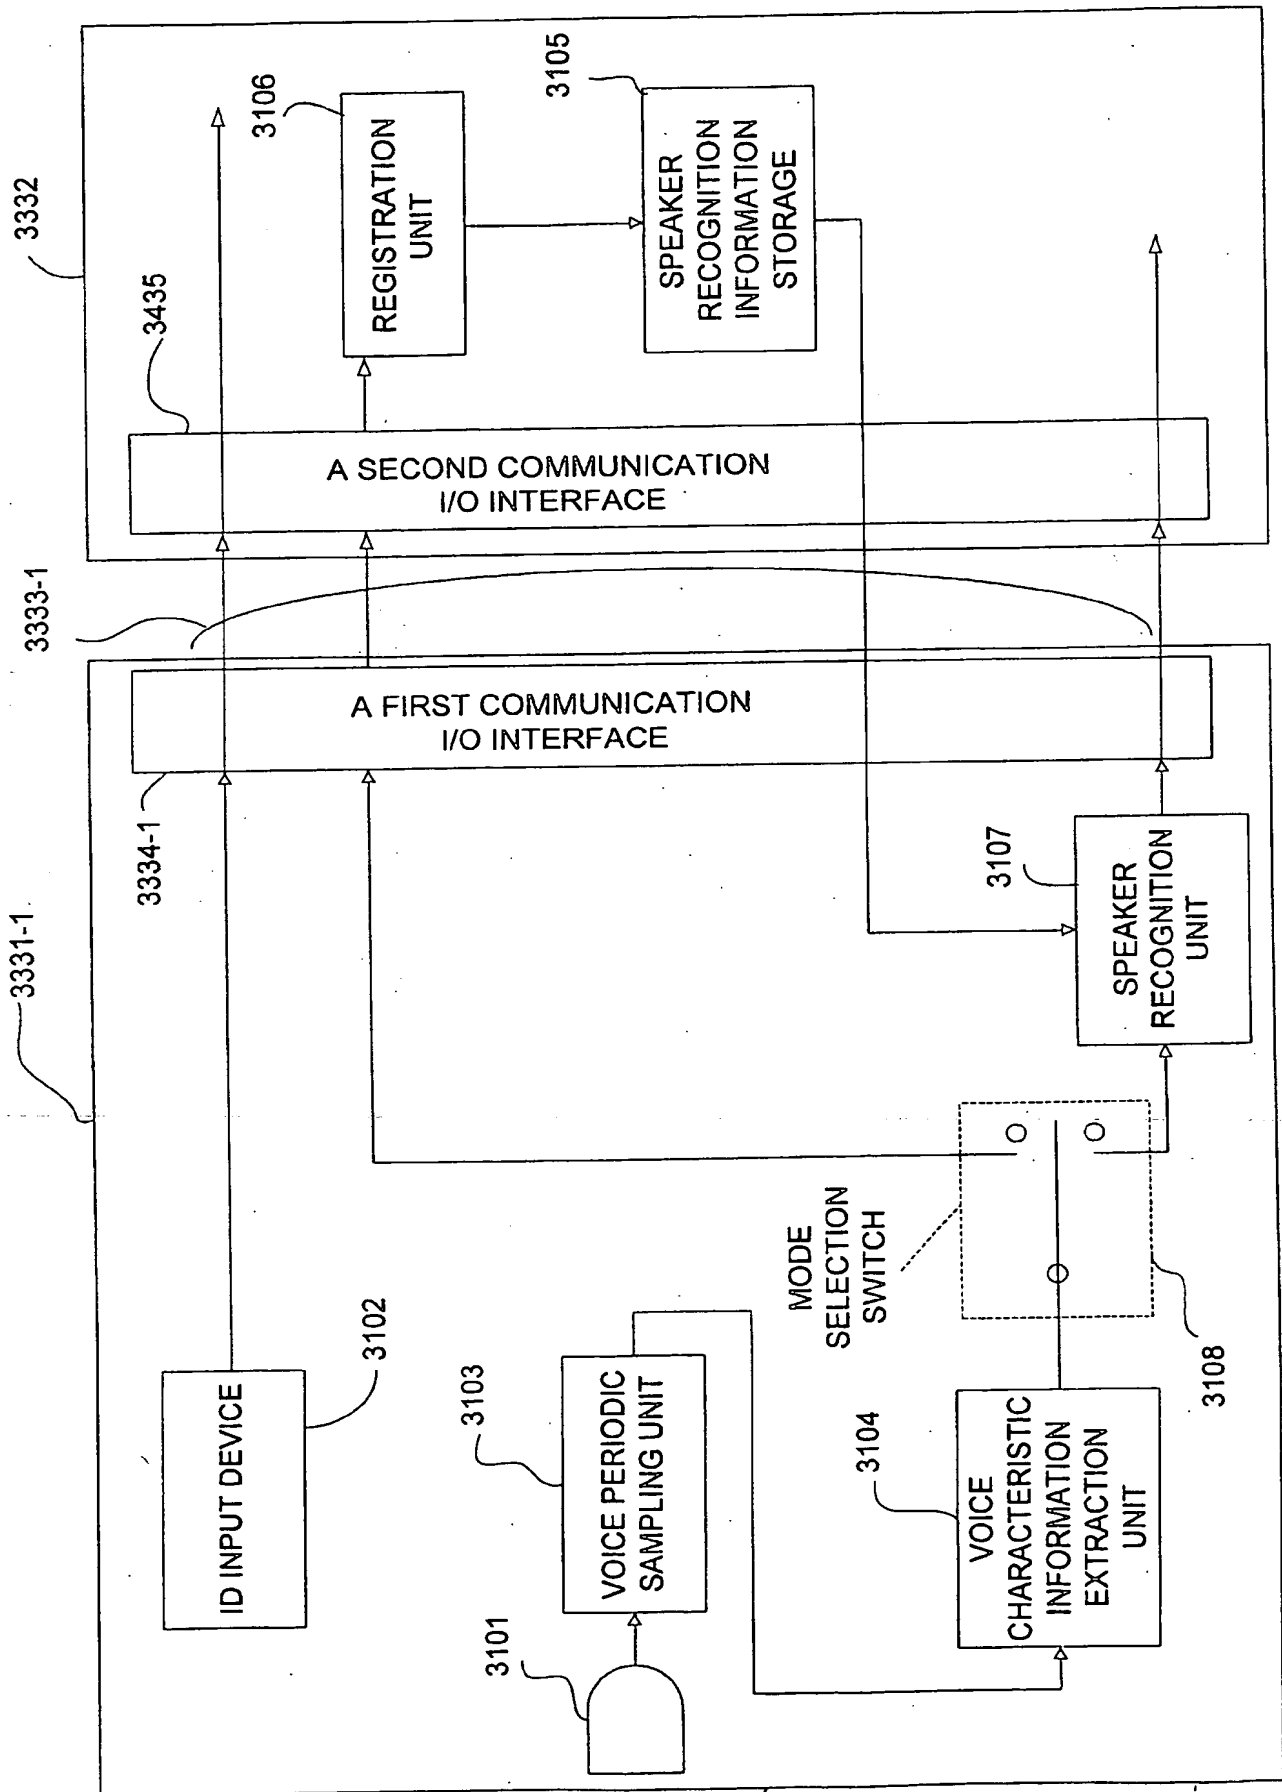 3331-1
3333-1
3332
3334-1
3435
3106
3105
ID INPUT DEVICE
3102
A FIRST COMMUNICATION
I/O INTERFACE
A SECOND COMMUNICATION
I/O INTERFACE
REGISTRATION
UNIT
SPEAKER
RECOGNITION
INFORMATION
STORAGE
3101
3103
VOICE PERIODIC
SAMPLING UNIT
MODE
SELECTION
SWITCH
3107
SPEAKER
RECOGNITION
UNIT
3104
VOICE
CHARACTERISTIC
INFORMATION
EXTRACTION
UNIT
3108